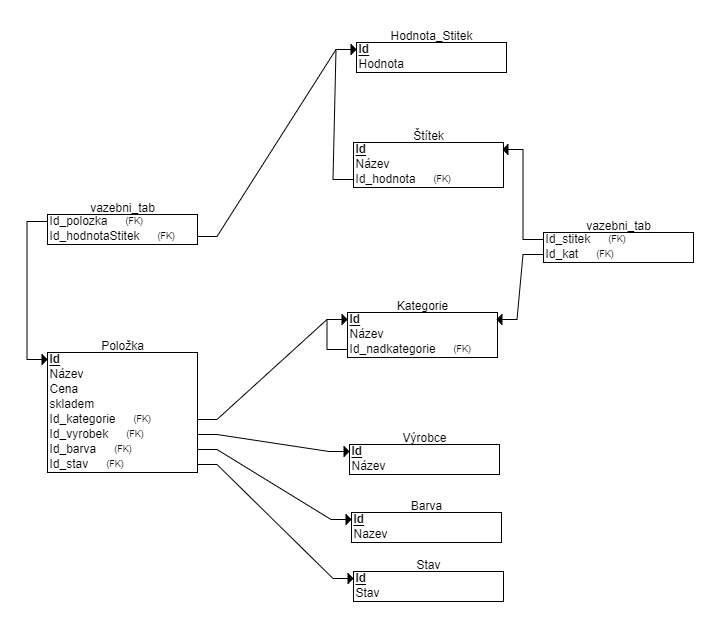 Hodnota_Stitek
Id
Hodnota
Štítek
Id
Název
Id_hodnota (FK)
vazebni_tab
Id_polozka (FK)
Id_hodnotaStitek (FK)
vazebni_tab
Id_stitek (FK)
Id_kat (FK)
Kategorie
Id
Název
Id_nadkategorie (FK)
Položka
Id
Název
Cena
skladem
Id_kategorie (FK)
Id_vyrobek (FK)
Id_barva (FK)
Id_stav (FK)
Výrobce
Id
Název
Barva
Id
Nazev
Stav
Id
Stav